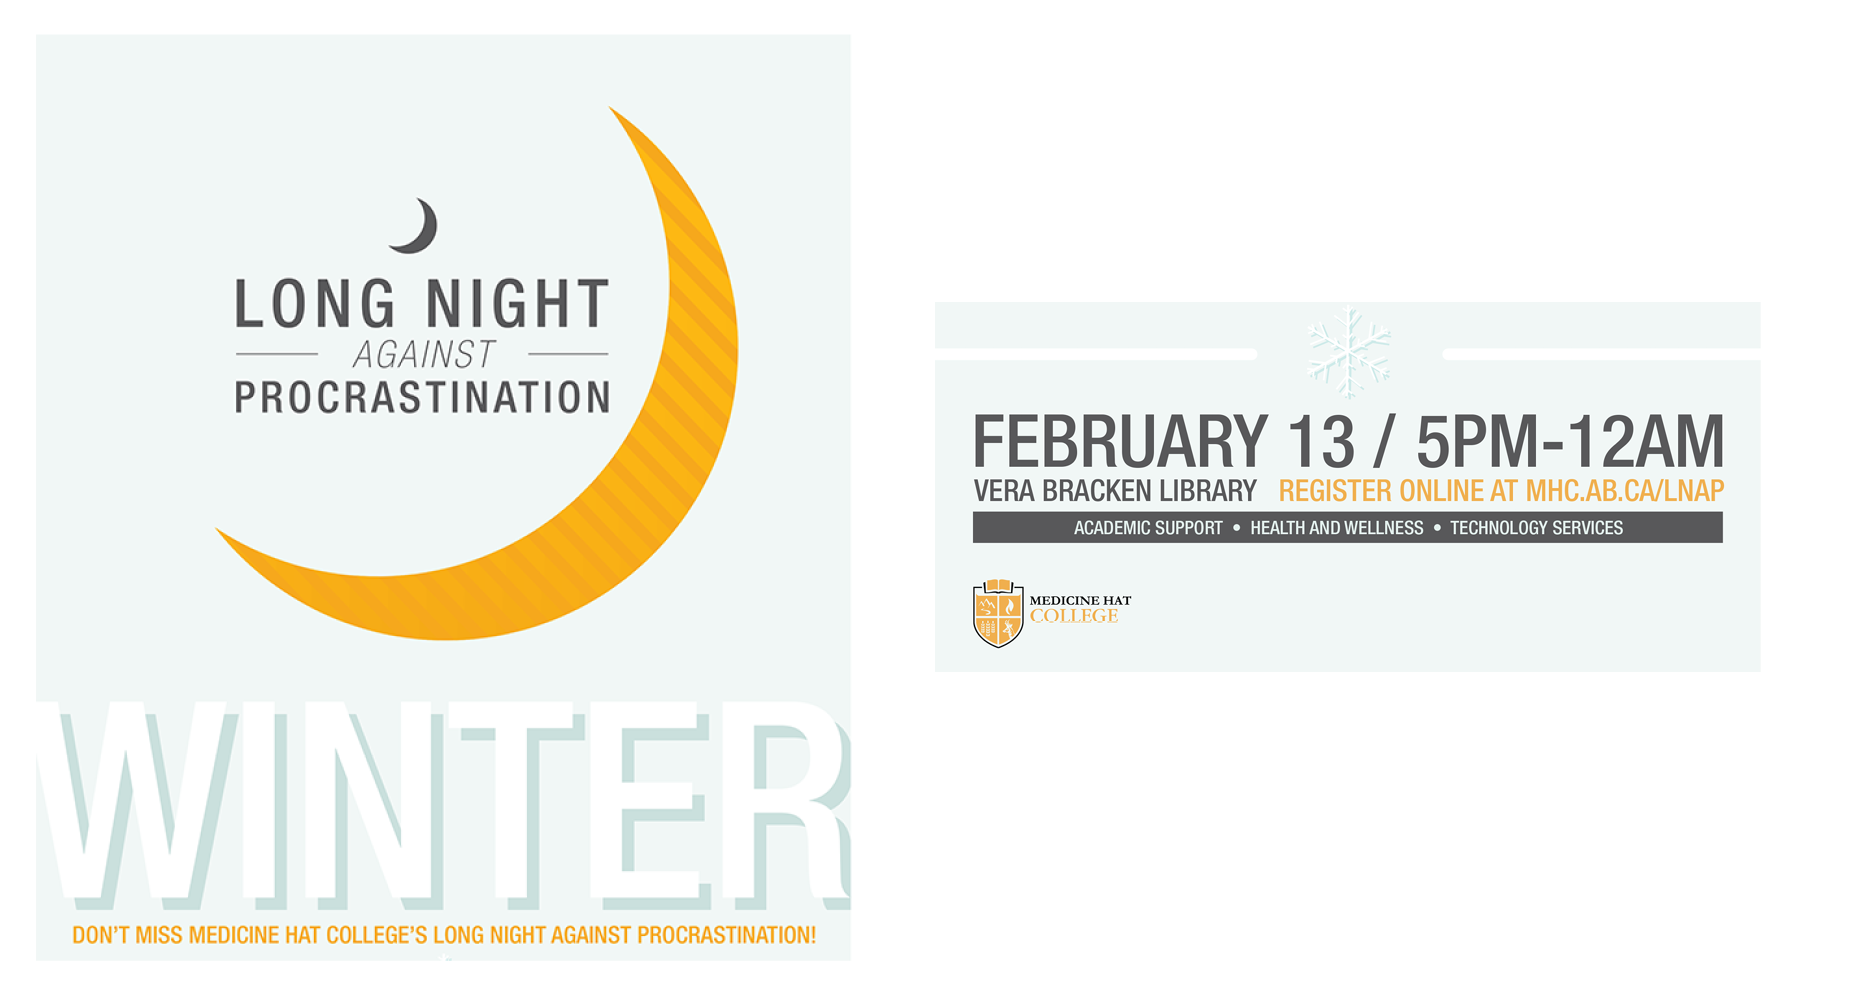 LONG NIGHT
AGAINST
PROCRASTINATION
WINTER
DON'T MISS MEDICINE HAT COLLEGE'S LONG NIGHT AGAINST PROCRASTINATION!
FEBRUARY 13 / 5PM-12AM
VERA BRACKEN LIBRARY REGISTER ONLINE AT MHC.AB.CA/LNAP
ACADEMIC SUPPORT • HEALTH AND WELLNESS • TECHNOLOGY SERVICES
MEDICINE HAT
COLLEGE